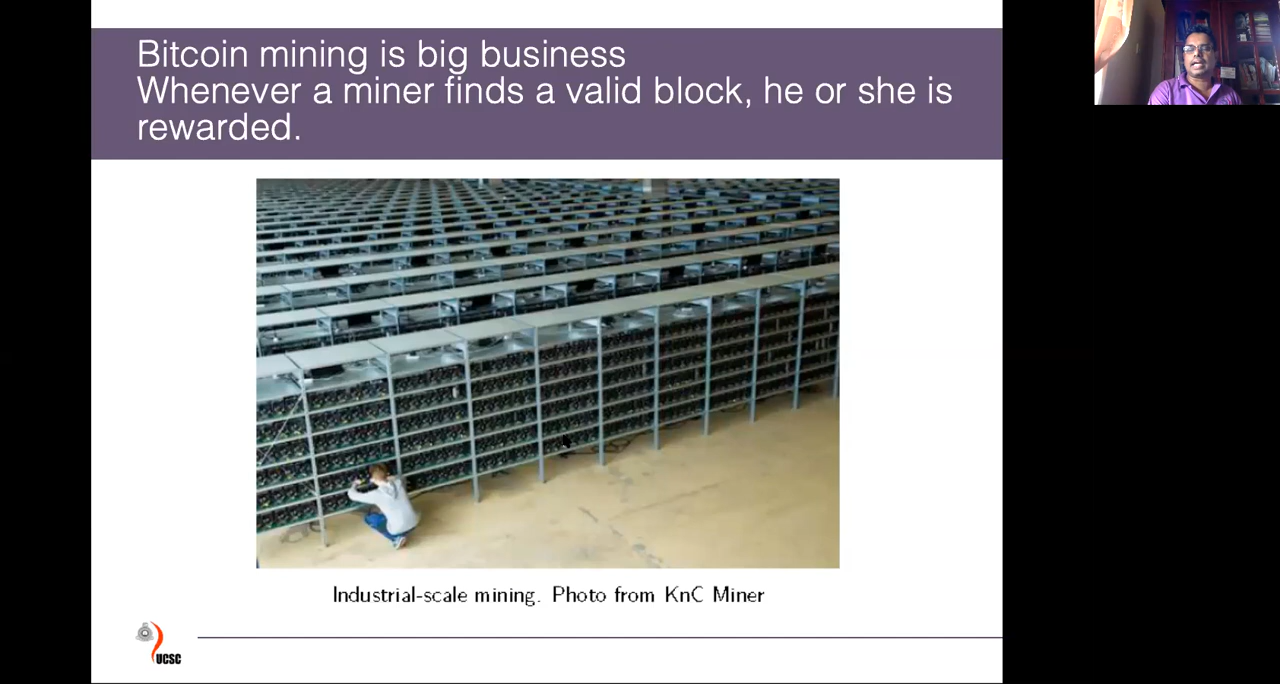 Bitcoin mining is big business
Whenever a miner finds a valid block, he or she is
rewarded.
Industrial-scale mining. Photo from KnC Miner
UCSC